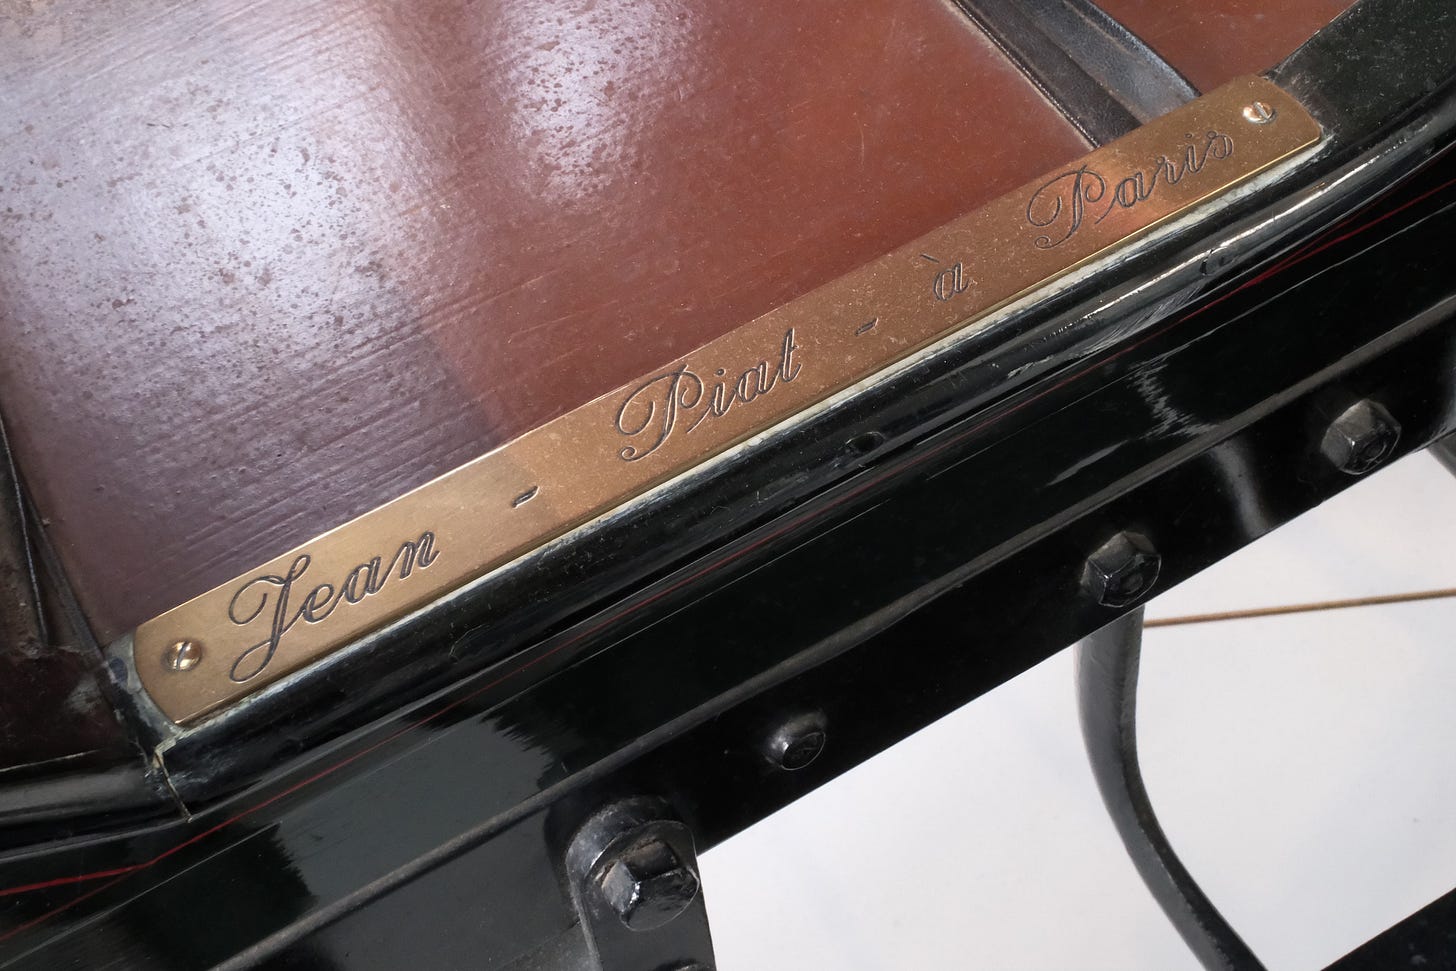 Jean - Piat - à Paris